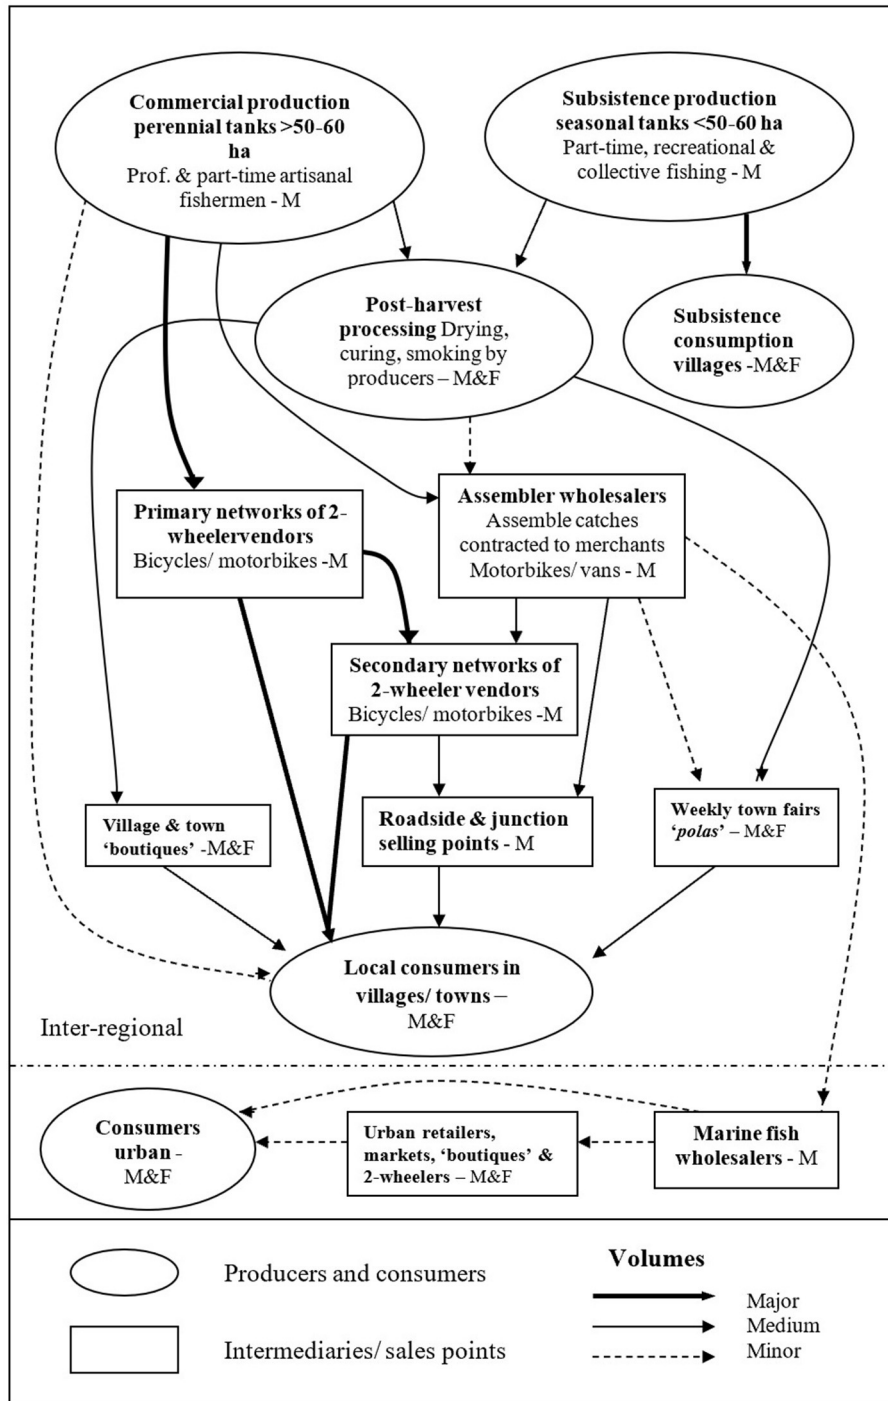 Commercial production
perennial tanks >50-60
ha
Prof. & part-time artisanal
fishermen - M
Subsistence production
seasonal tanks <50-60 ha
Part-time, recreational &
collective fishing - M
Post-harvest
processing Drying,
curing, smoking by
producers – M&F
Subsistence
consumption
villages -M&F
Primary networks of 2-
wheelervendors
Bicycles/ motorbikes -M
Assembler wholesalers
Assemble catches
contracted to merchants
Motorbikes/ vans - M
Secondary networks of
2-wheeler vendors
Bicycles/ motorbikes -M
Village & town
‘boutiques’ -M&F
Roadside & junction
selling points - M
Weekly town fairs
‘polas’ – M&F
Local consumers in
villages/ towns –
M&F
Inter-regional
Consumers
urban -
M&F
Urban retailers,
markets, ‘boutiques’ &
2-wheelers – M&F
Marine fish
wholesalers - M
Producers and consumers
Intermediaries/ sales points
Volumes
Major
Medium
Minor